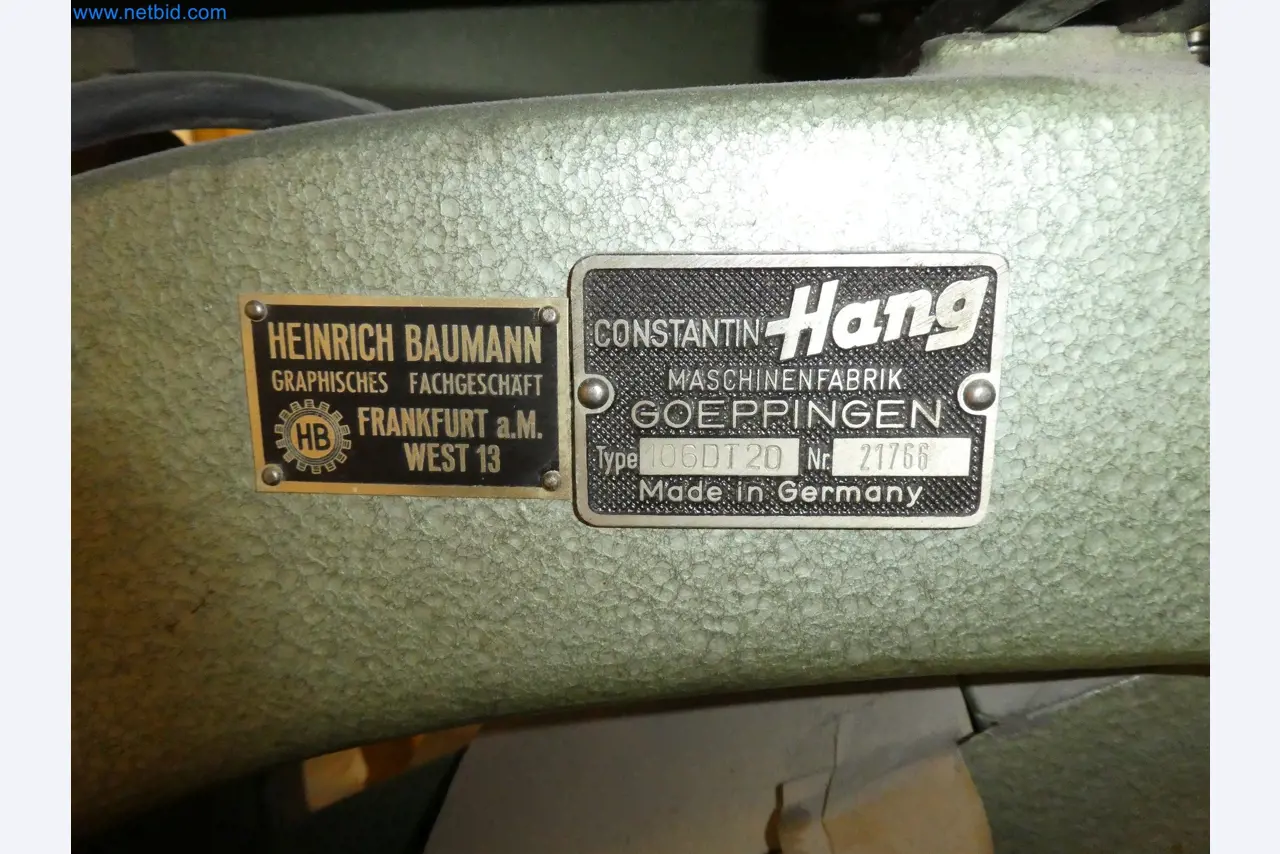 www.netbid.com
HEINRICH BAUMANN
GRAPHISCHES FACHGESCHÄFT
HB
FRANKFURT a.M.
WEST 13
CONSTANTIN Hang
MASCHINENFABRIK
GOEPPINGEN
Type 106DT20 Nr 21766
Made in Germany